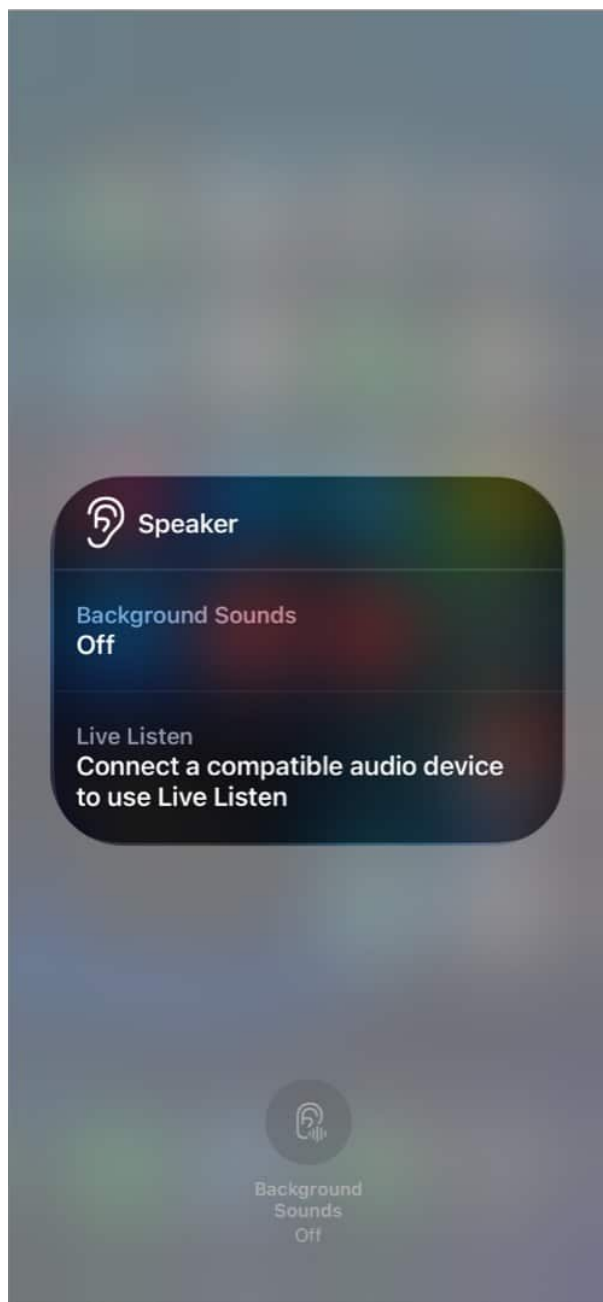 Speaker
Background Sounds
Off
Live Listen
Connect a compatible audio device
to use Live Listen
Background
Sounds
Off